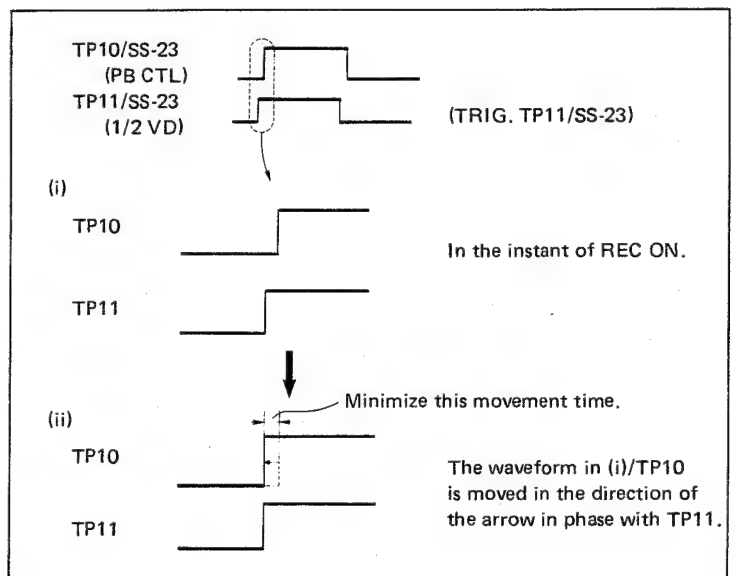 TP10/SS-23
(PB CTL)
TP11/SS-23
(1/2 VD)
(TRIG. TP11/SS-23)
(i)
TP10
In the instant of REC ON.
TP11
Minimize this movement time.
(ii)
TP10
The waveform in (i)/TP10
is moved in the direction of
the arrow in phase with TP11.
TP11